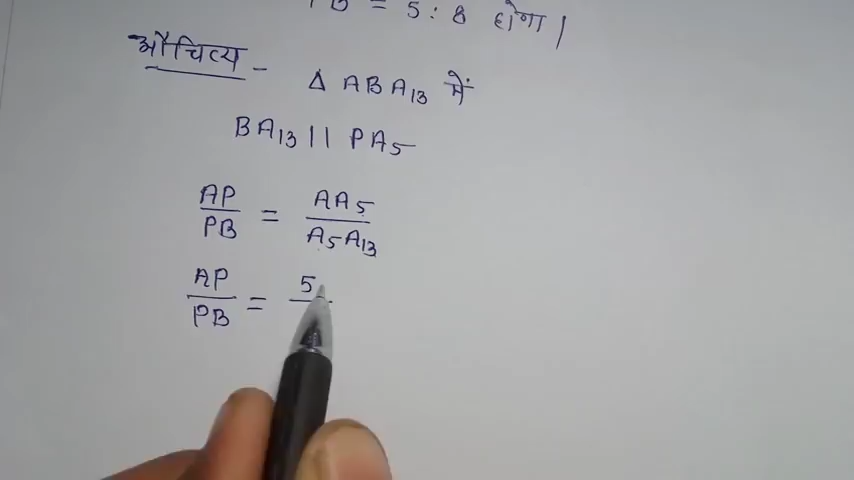 PB = 5 : 8 होगा |
औचित्य - Δ ABA13 में
BA13 || PA5
AP/PB = AA5/A5A13
AP/PB = 5